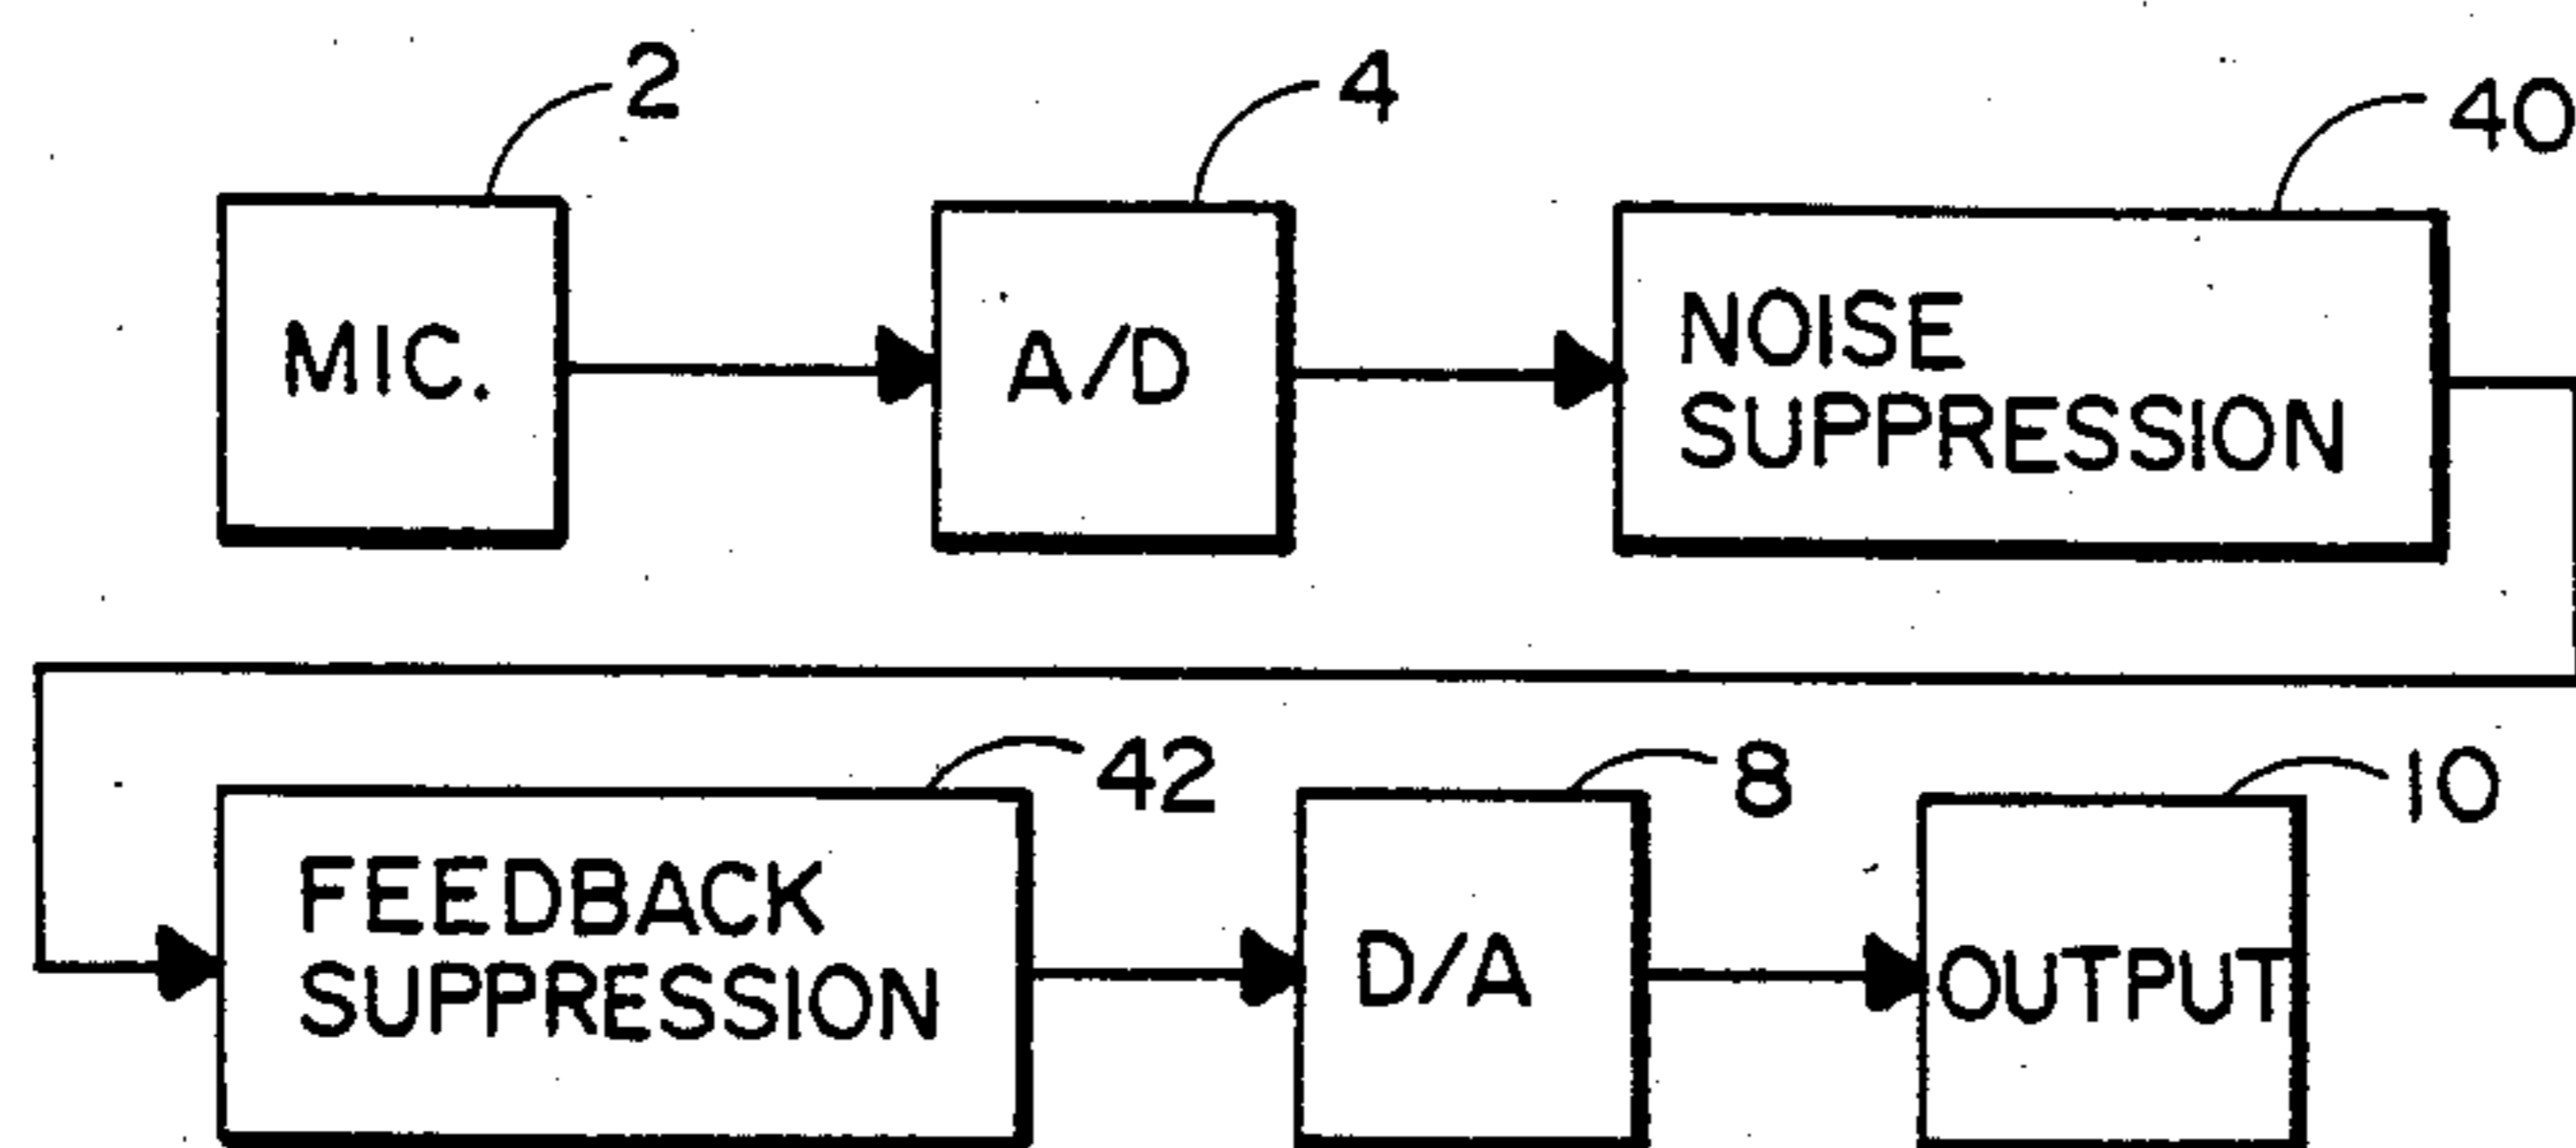 2
4
40
MIC.
A/D
NOISE
SUPPRESSION
42
8
10
FEEDBACK
SUPPRESSION
D/A
OUTPUT